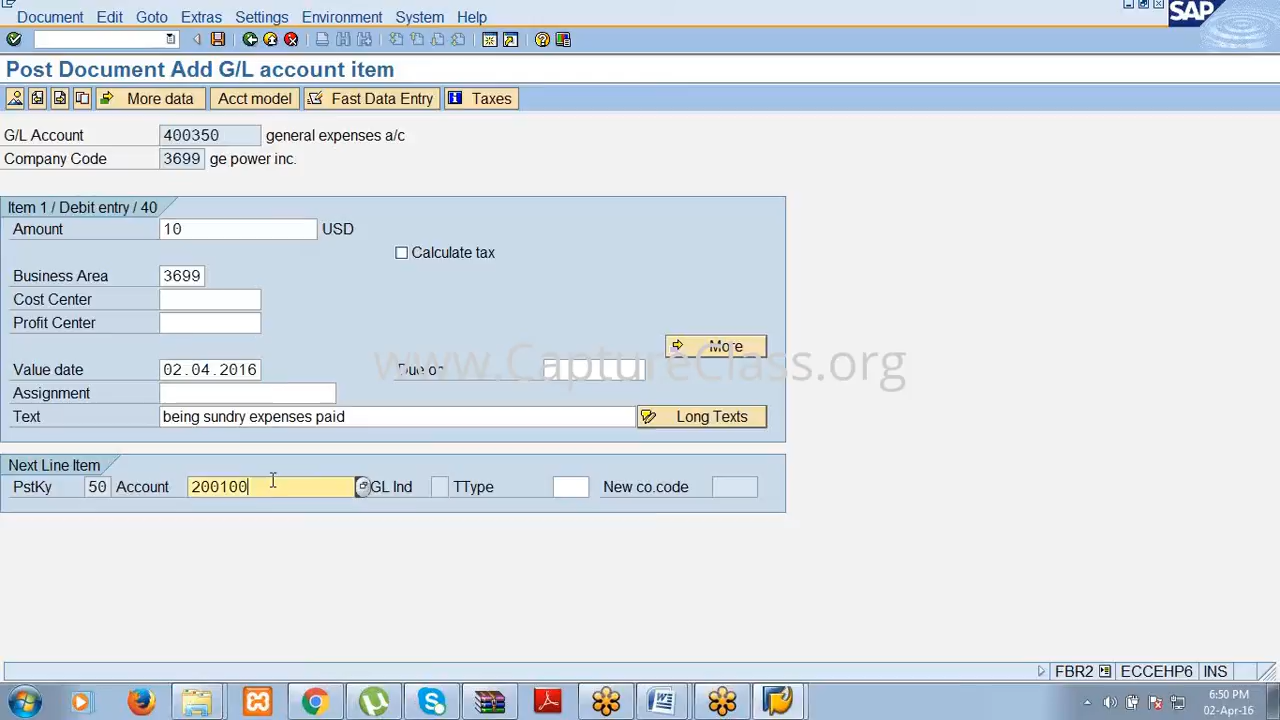 Document Edit Goto Extras Settings Environment System Help
SAP
Post Document Add G/L account item
More data Acct model Fast Data Entry Taxes
G/L Account 400350 general expenses a/c
Company Code 3699 ge power inc.
Item 1 / Debit entry / 40
Amount 10 USD
Calculate tax
Business Area 3699
Cost Center
Profit Center
More
www.CaptureClass.org
Value date 02.04.2016 Due on
Assignment
Text being sundry expenses paid Long Texts
Next Line Item
PstKy 50 Account 200100 GL Ind TType New co.code
FBR2 ECCEHP6 INS
6:50 PM
02-Apr-16